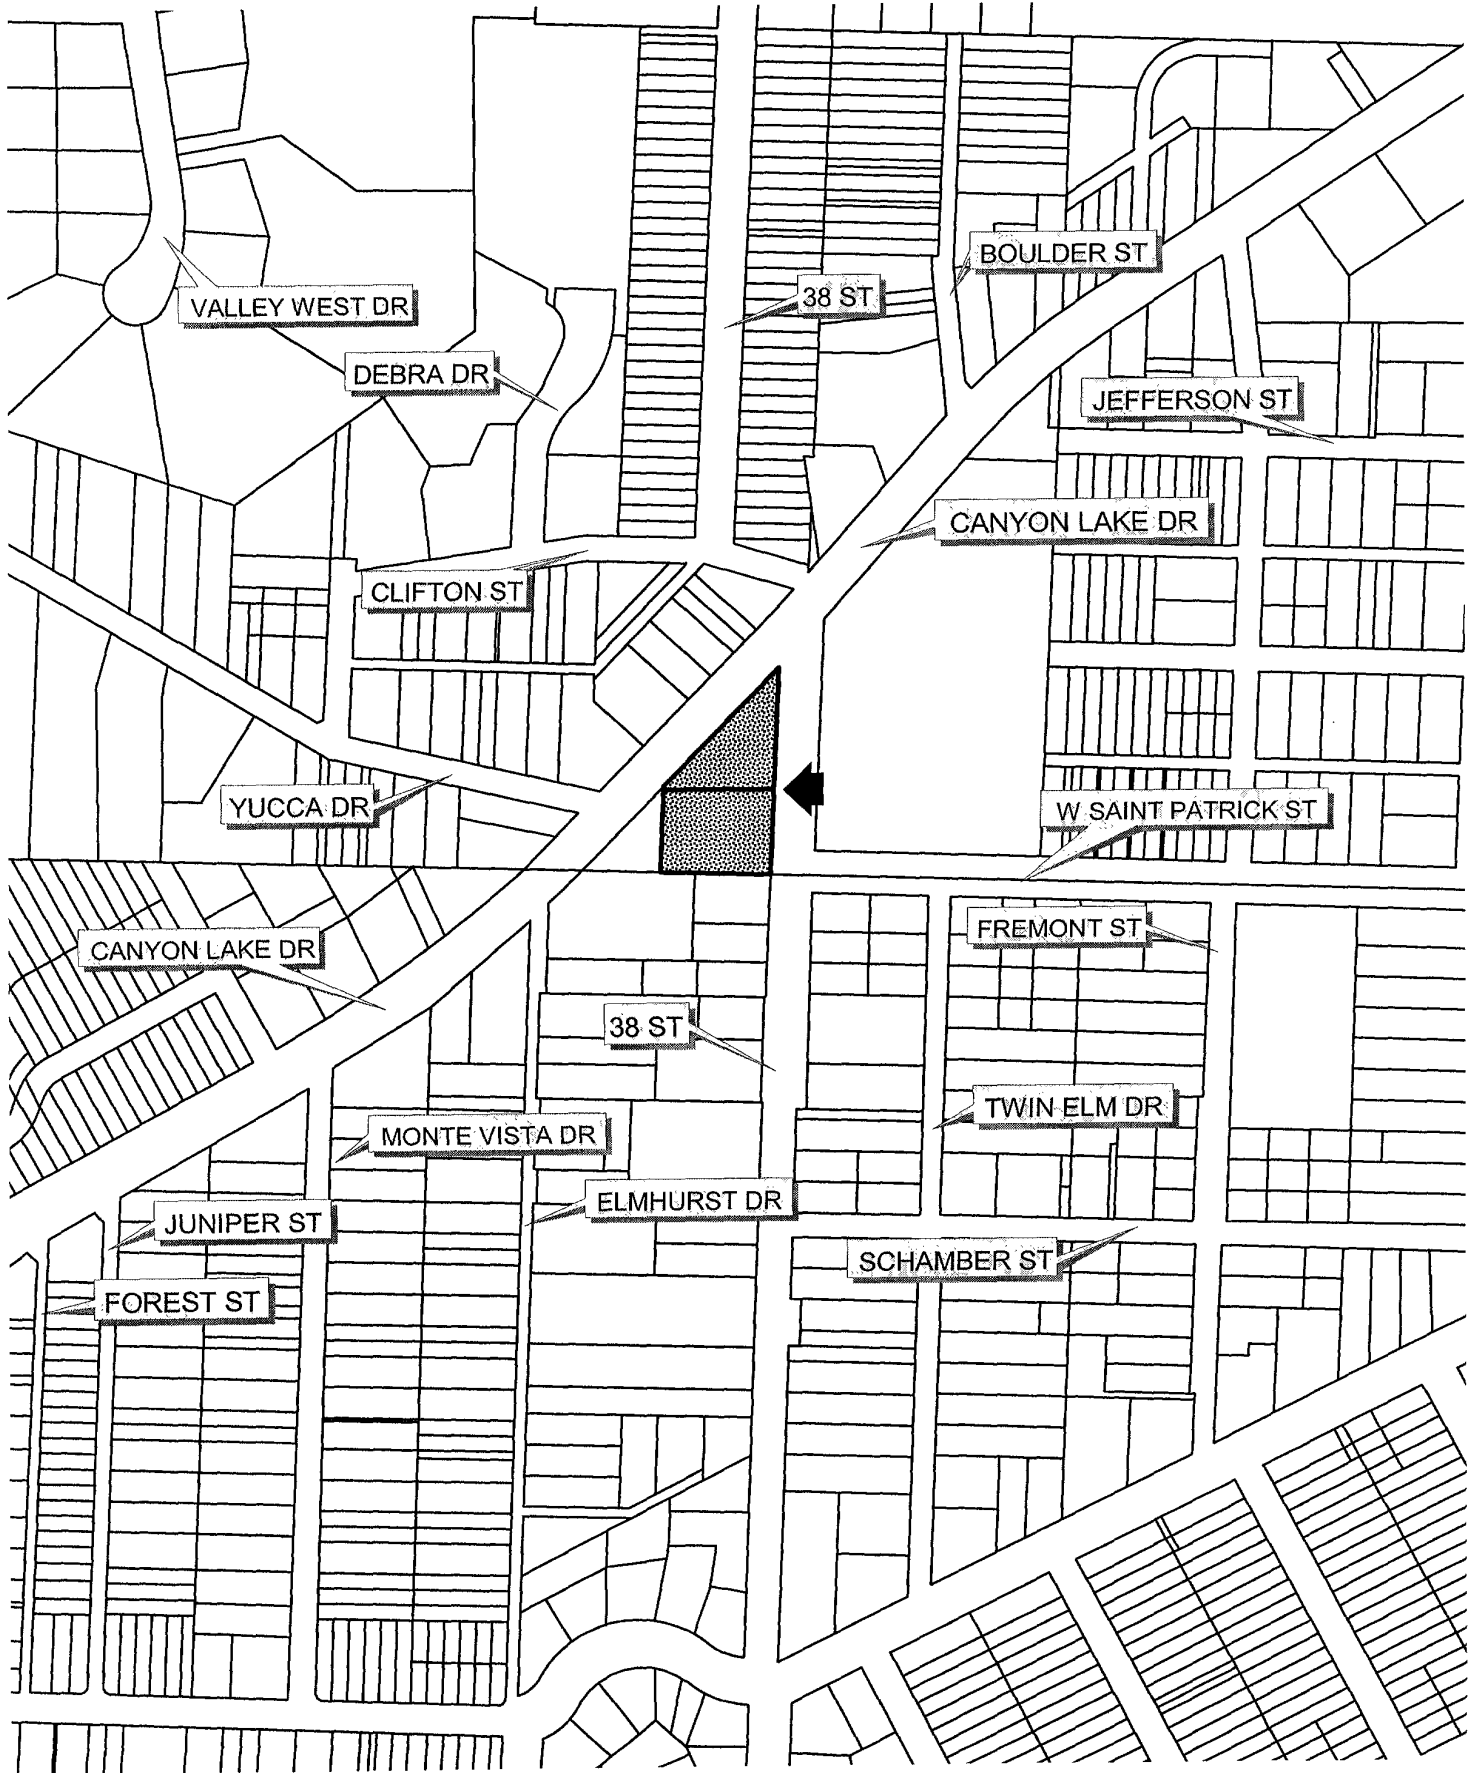 BOULDER ST
38 ST
VALLEY WEST DR
DEBRA DR
JEFFERSON ST
CANYON LAKE DR
CLIFTON ST
YUCCA DR
W SAINT PATRICK ST
FREMONT ST
CANYON LAKE DR
38 ST
TWIN ELM DR
MONTE VISTA DR
ELMHURST DR
JUNIPER ST
SCHAMBER ST
FOREST ST